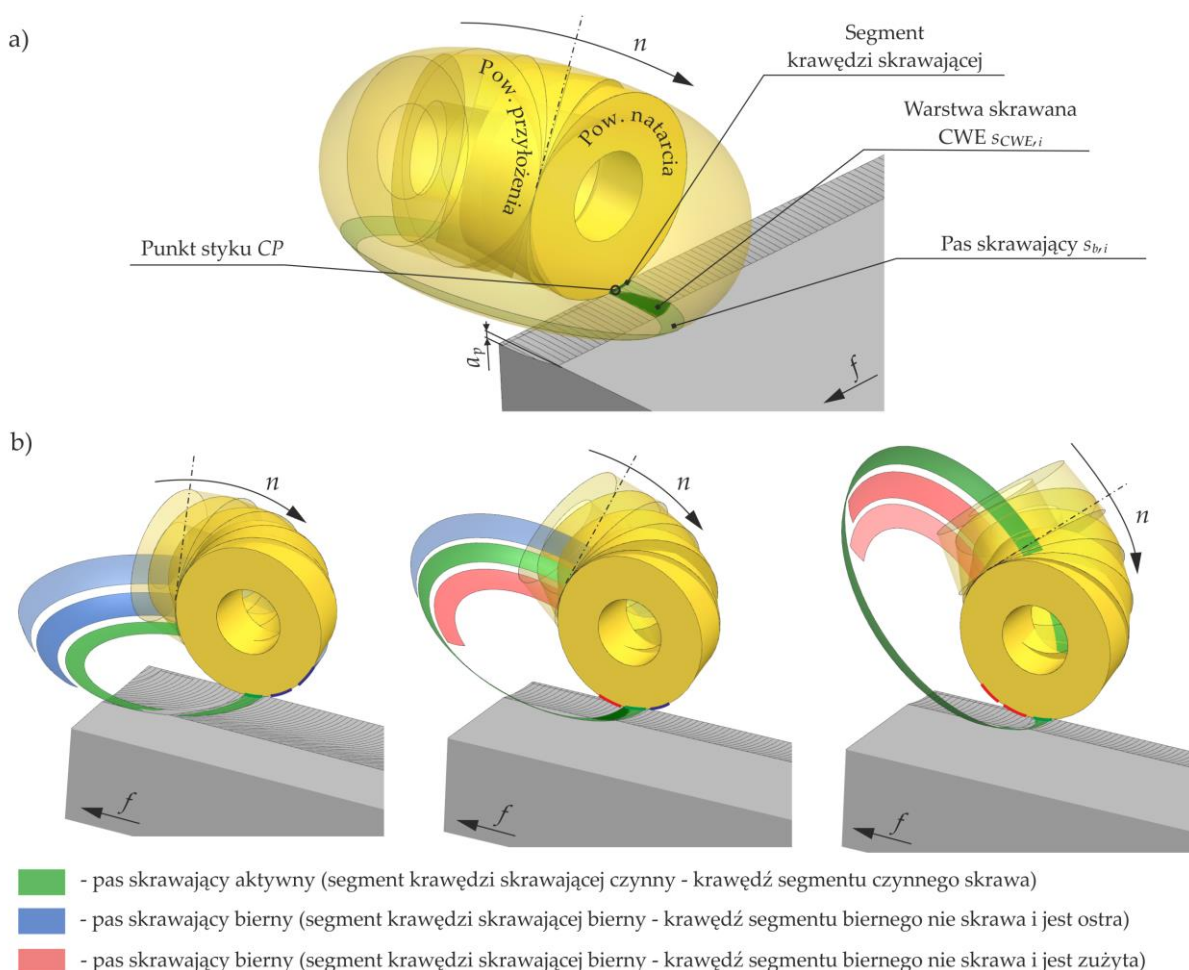 a)
n
Segment
krawędzi skrawającej
Pow. przyłożenia
Pow. natarcia
Warstwa skrawana
CWE sCWE,i
Punkt styku CP
Pas skrawający sb,i
ap
f
b)
n
n
n
f
f
f
- pas skrawający aktywny (segment krawędzi skrawającej czynny - krawędź segmentu czynnego skrawa)
- pas skrawający bierny (segment krawędzi skrawającej bierny - krawędź segmentu biernego nie skrawa i jest ostra)
- pas skrawający bierny (segment krawędzi skrawającej bierny - krawędź segmentu biernego nie skrawa i jest zużyta)